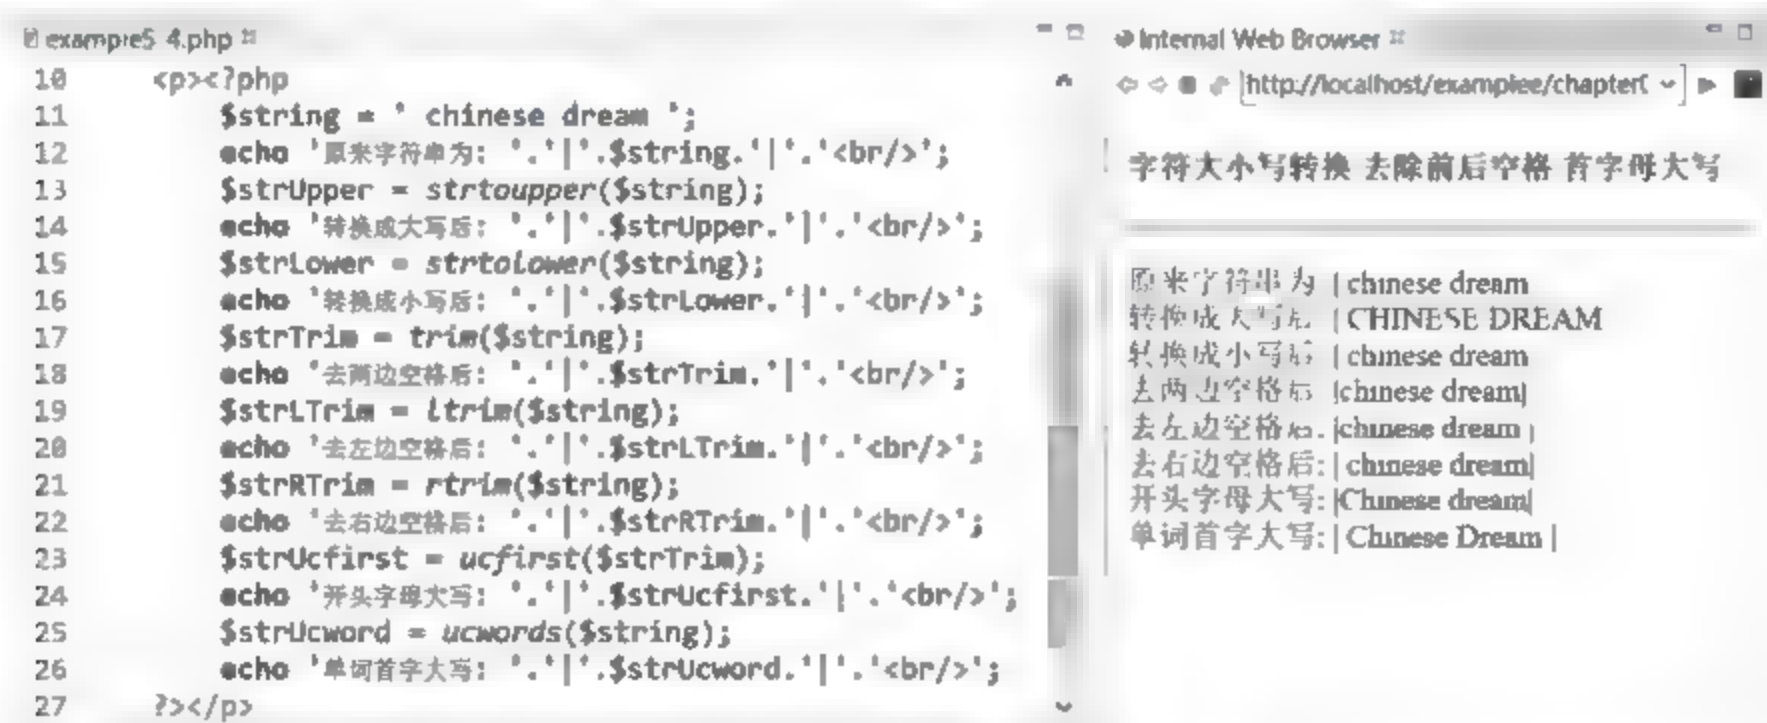 example5_4.php
10 <p><?php
11 $string = ' chinese dream ';
12 echo '原来字符串为: '.'|'.$string.'|'.'<br/>';
13 $strUpper = strtoupper($string);
14 echo '转换成大写后: '.'|'.$strUpper.'|'.'<br/>';
15 $strLower = strtolower($string);
16 echo '转换成小写后: '.'|'.$strLower.'|'.'<br/>';
17 $strTrim = trim($string);
18 echo '去两边空格后: '.'|'.$strTrim.'|'.'<br/>';
19 $strLTrim = ltrim($string);
20 echo '去左边空格后: '.'|'.$strLTrim.'|'.'<br/>';
21 $strRTrim = rtrim($string);
22 echo '去右边空格后: '.'|'.$strRTrim.'|'.'<br/>';
23 $strUcfirst = ucfirst($strTrim);
24 echo '开头字母大写: '.'|'.$strUcfirst.'|'.'<br/>';
25 $strUcword = ucwords($string);
26 echo '单词首字大写: '.'|'.$strUcword.'|'.'<br/>';
27 ?></p>
Internal Web Browser
http://localhost/examplee/chapter0
字符大小写转换 去除前后空格 首字母大写
原来字符串为 | chinese dream
转换成大写后 | CHINESE DREAM
转换成小写后 | chinese dream
去两边空格后 |chinese dream|
去左边空格后: |chinese dream |
去右边空格后: | chinese dream|
开头字母大写: |Chinese dream|
单词首字大写: | Chinese Dream |